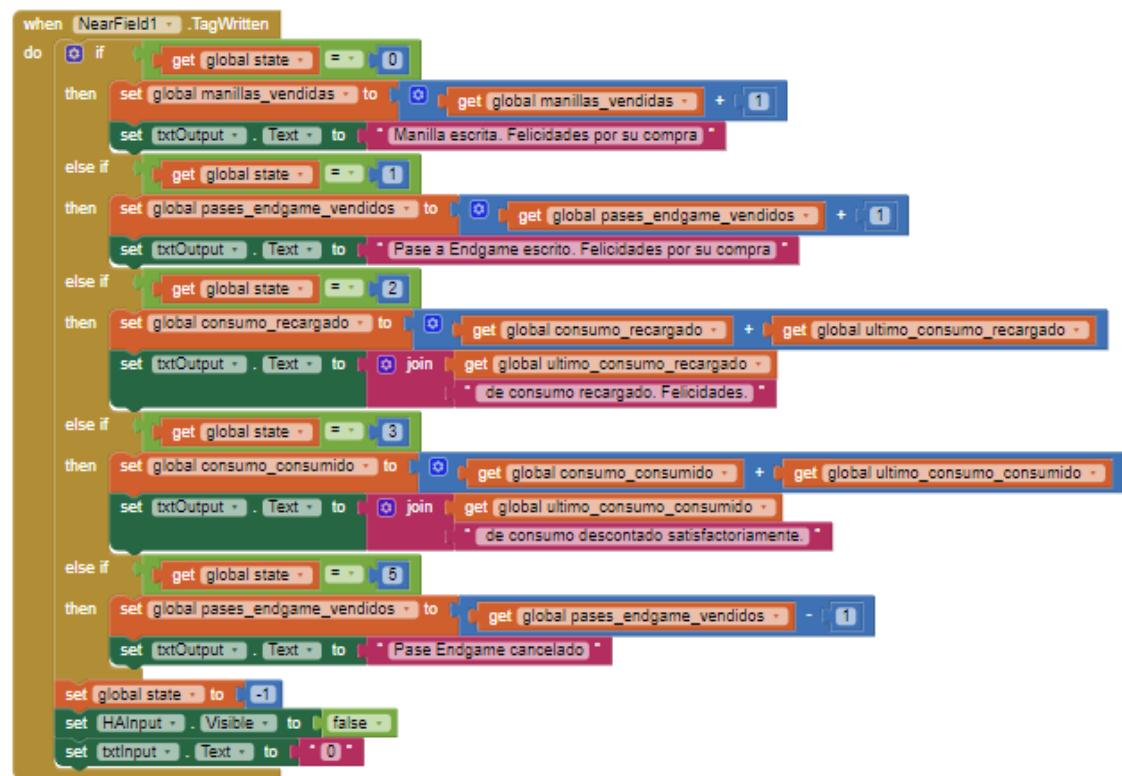 when NearField1 .TagWritten
do if get global state = 0
then set global manillas_vendidas to get global manillas_vendidas + 1
set txtOutput . Text to " Manilla escrita. Felicidades por su compra "
else if get global state = 1
then set global pases_endgame_vendidos to get global pases_endgame_vendidos + 1
set txtOutput . Text to " Pase a Endgame escrito. Felicidades por su compra "
else if get global state = 2
then set global consumo_recargado to get global consumo_recargado + get global ultimo_consumo_recargado
set txtOutput . Text to join get global ultimo_consumo_recargado
" de consumo recargado. Felicidades. "
else if get global state = 3
then set global consumo_consumido to get global consumo_consumido + get global ultimo_consumo_consumido
set txtOutput . Text to join get global ultimo_consumo_consumido
" de consumo descontado satisfactoriamente. "
else if get global state = 5
then set global pases_endgame_vendidos to get global pases_endgame_vendidos - 1
set txtOutput . Text to " Pase Endgame cancelado "
set global state to -1
set HAInput . Visible to false
set txtInput . Text to " 0 "